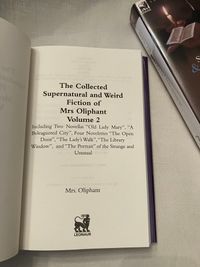 The Collected
Supernatural and Weird
Fiction of
Mrs Oliphant
Volume 2
Including Two Novellas "Old Lady Mary", "A
Beleaguered City", Four Novelettes "The Open
Door", "The Lady's Walk", "The Library
Window", and "The Portrait" of the Strange and
Unusual
Mrs. Oliphant
LEONAUR